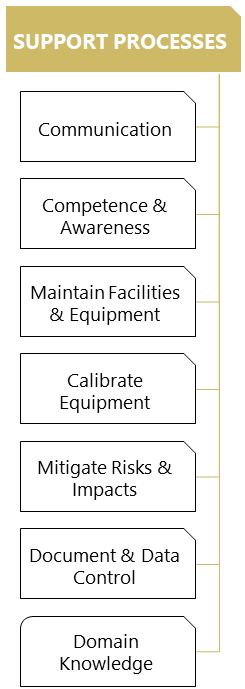 SUPPORT PROCESSES
Communication
Competence &
Awareness
Maintain Facilities
& Equipment
Calibrate
Equipment
Mitigate Risks &
Impacts
Document & Data
Control
Domain
Knowledge